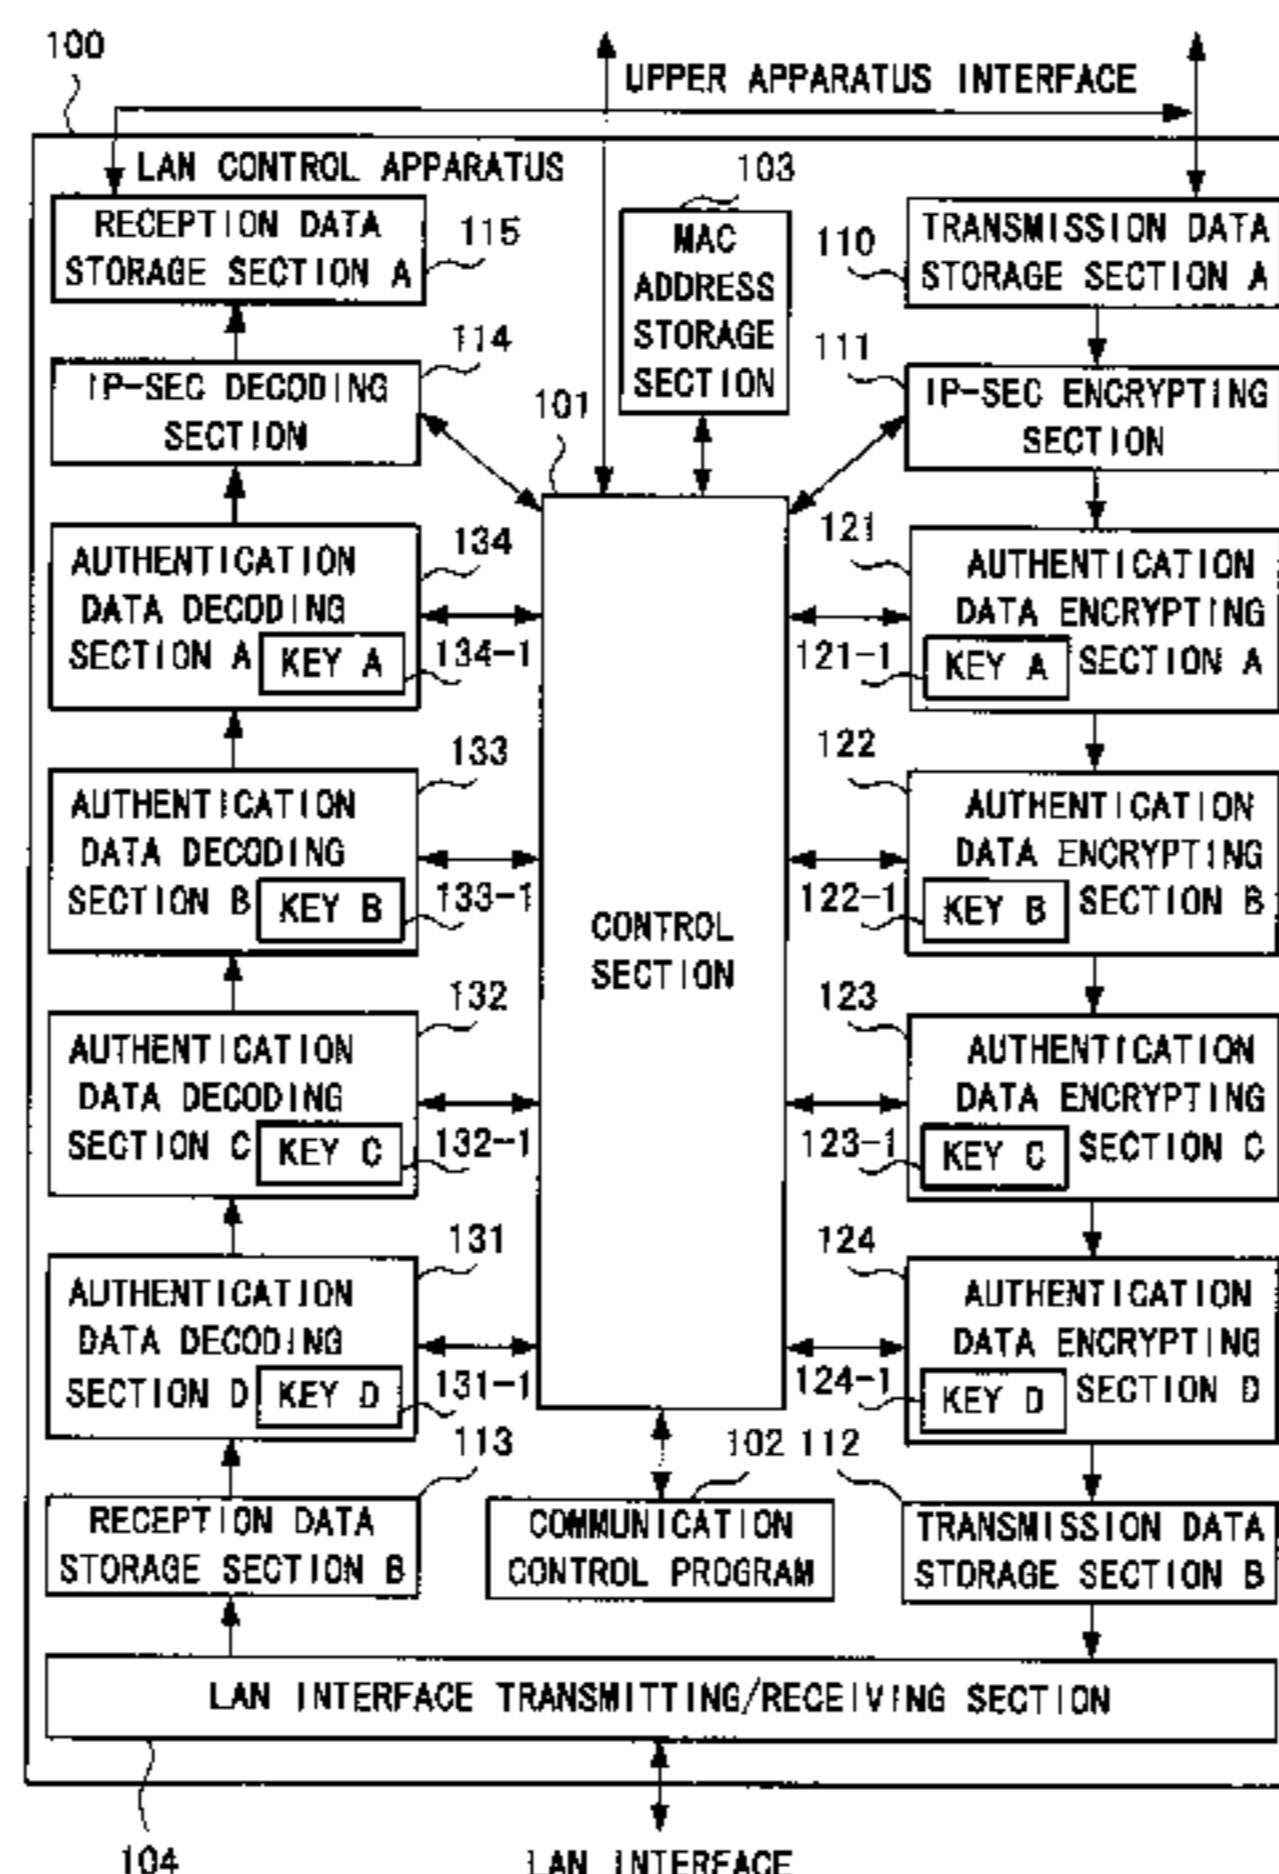 100
UPPER APPARATUS INTERFACE
LAN CONTROL APPARATUS
103
RECEPTION DATA
STORAGE SECTION A
115
MAC
ADDRESS
STORAGE
SECTION
110
TRANSMISSION DATA
STORAGE SECTION A
114
IP-SEC DECODING
SECTION
101
111
IP-SEC ENCRYPTING
SECTION
134
AUTHENTICATION
DATA DECODING
SECTION A
KEY A
134-1
121
AUTHENTICATION
DATA ENCRYPTING
SECTION A
121-1
KEY A
133
AUTHENTICATION
DATA DECODING
SECTION B
KEY B
133-1
122
AUTHENTICATION
DATA ENCRYPTING
SECTION B
122-1
KEY B
CONTROL
SECTION
132
AUTHENTICATION
DATA DECODING
SECTION C
KEY C
132-1
123
AUTHENTICATION
DATA ENCRYPTING
SECTION C
123-1
KEY C
131
AUTHENTICATION
DATA DECODING
SECTION D
KEY D
131-1
124
AUTHENTICATION
DATA ENCRYPTING
SECTION D
124-1
KEY D
113
RECEPTION DATA
STORAGE SECTION B
102
COMMUNICATION
CONTROL PROGRAM
112
TRANSMISSION DATA
STORAGE SECTION B
LAN INTERFACE TRANSMITTING/RECEIVING SECTION
104
LAN INTERFACE